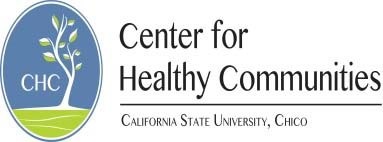 CHC
Center for
Healthy Communities
California State University, Chico